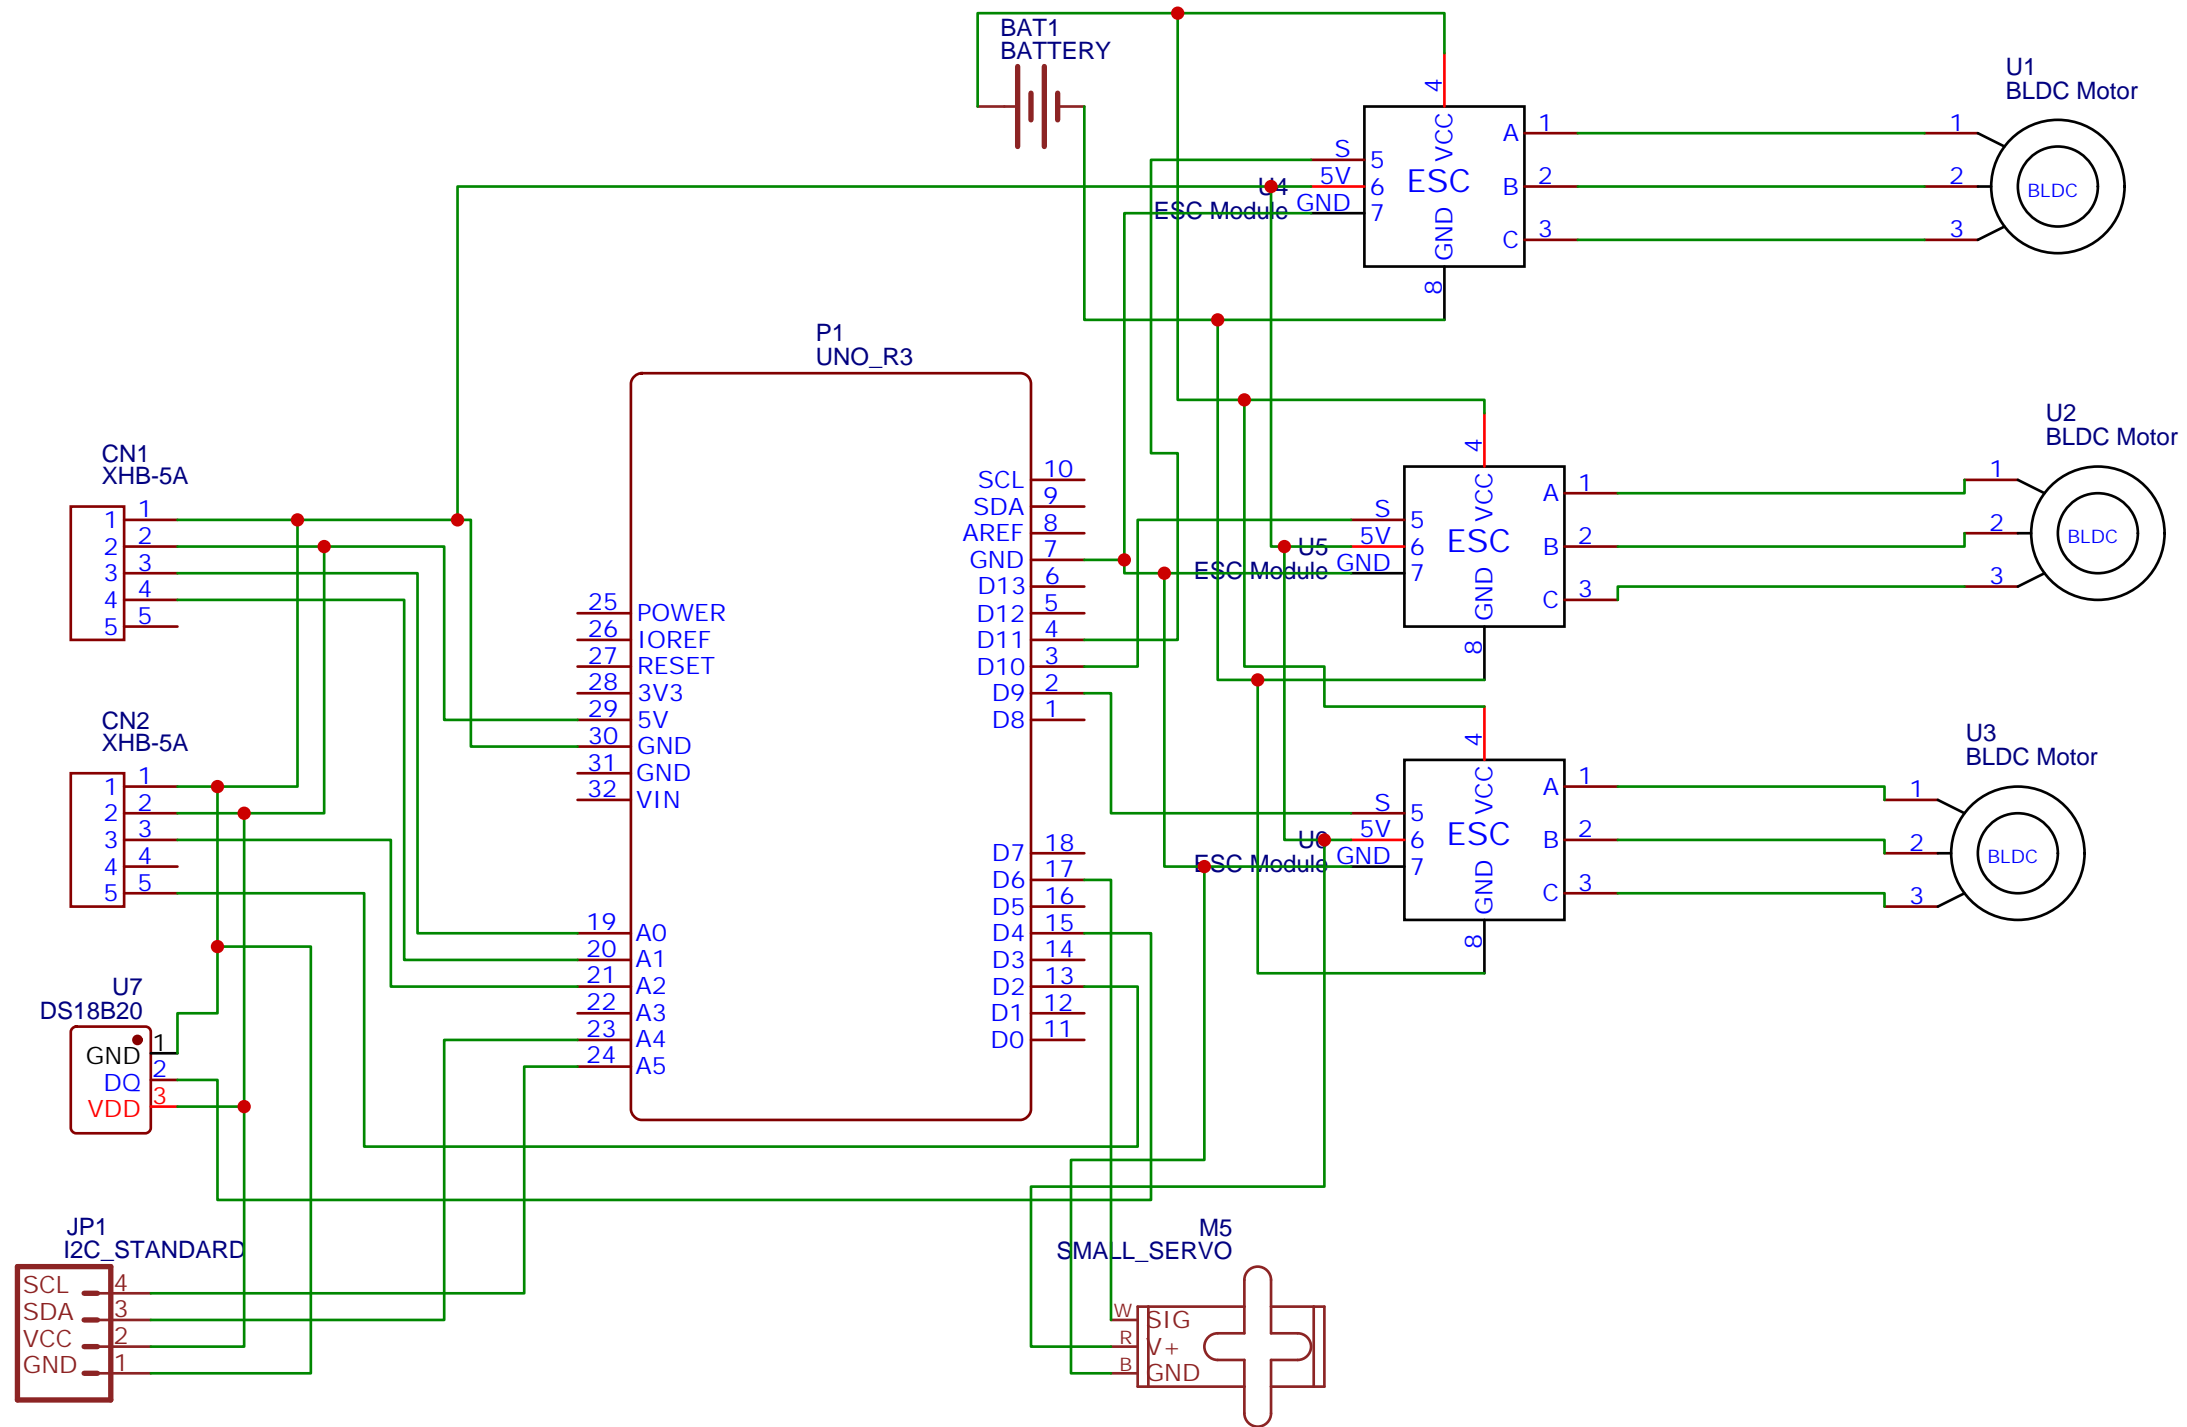 BAT1
BATTERY
U1
BLDC Motor
1
2
3
BLDC
4
VCC
S
5
5V
6
GND
7
ESC
A
1
B
2
C
3
GND
8
U4
ESC Module
P1
UNO_R3
25
POWER
26
IOREF
27
RESET
28
3V3
29
5V
30
GND
31
GND
32
VIN
19
A0
20
A1
21
A2
22
A3
23
A4
24
A5
SCL
10
SDA
9
AREF
8
GND
7
D13
6
D12
5
D11
4
D10
3
D9
2
D8
1
D7
18
D6
17
D5
16
D4
15
D3
14
D2
13
D1
12
D0
11
CN1
XHB-5A
1
1
2
2
3
3
4
4
5
5
CN2
XHB-5A
1
1
2
2
3
3
4
4
5
5
U7
DS18B20
GND
1
DQ
2
VDD
3
JP1
I2C_STANDARD
SCL
4
SDA
3
VCC
2
GND
1
U2
BLDC Motor
1
2
3
BLDC
4
VCC
S
5
5V
6
GND
7
ESC
A
1
B
2
C
3
GND
8
U5
ESC Module
U3
BLDC Motor
1
2
3
BLDC
4
VCC
S
5
5V
6
GND
7
ESC
A
1
B
2
C
3
GND
8
U6
ESC Module
M5
SMALL_SERVO
W
SIG
R
V+
B
GND